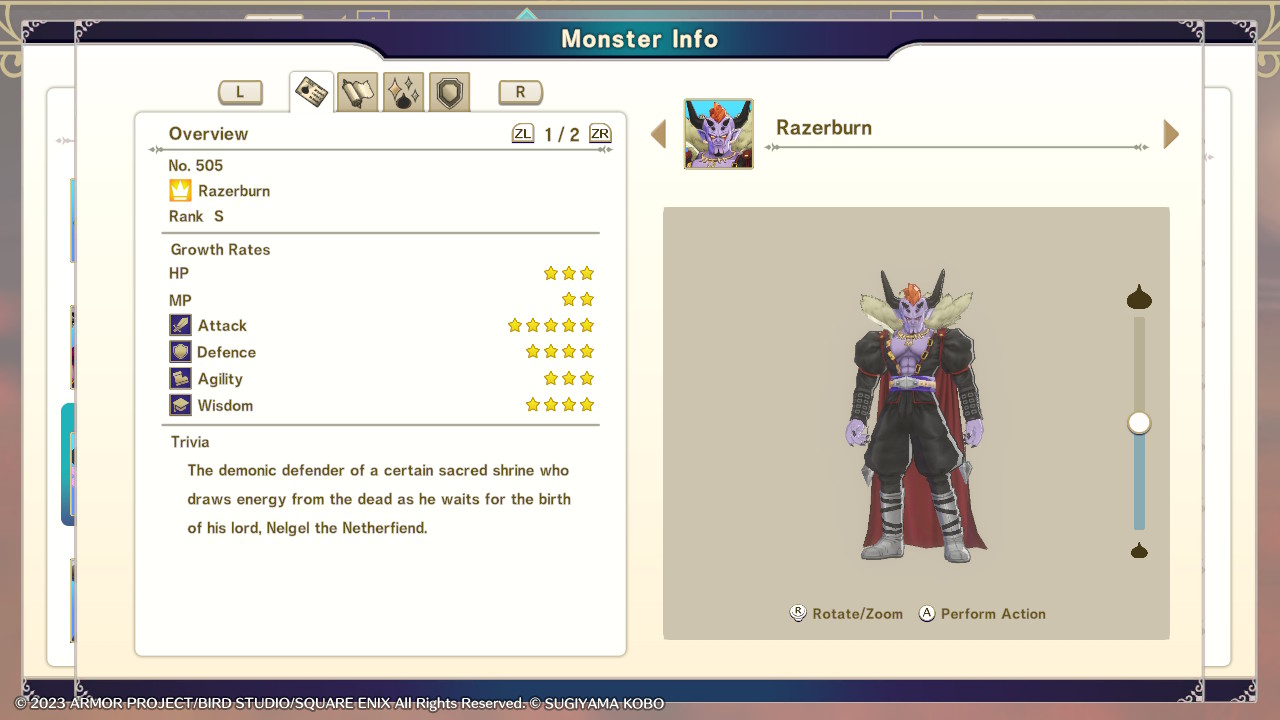 Monster Info
L
R
Overview
ZL 1 / 2 ZR
No. 505
Razerburn
Rank S
Growth Rates
HP
MP
Attack
Defence
Agility
Wisdom
Trivia
The demonic defender of a certain sacred shrine who
draws energy from the dead as he waits for the birth
of his lord, Nelgel the Netherfiend.
Razerburn
R Rotate/Zoom A Perform Action
© 2023 ARMOR PROJECT/BIRD STUDIO/SQUARE ENIX All Rights Reserved. © SUGIYAMA KOBO